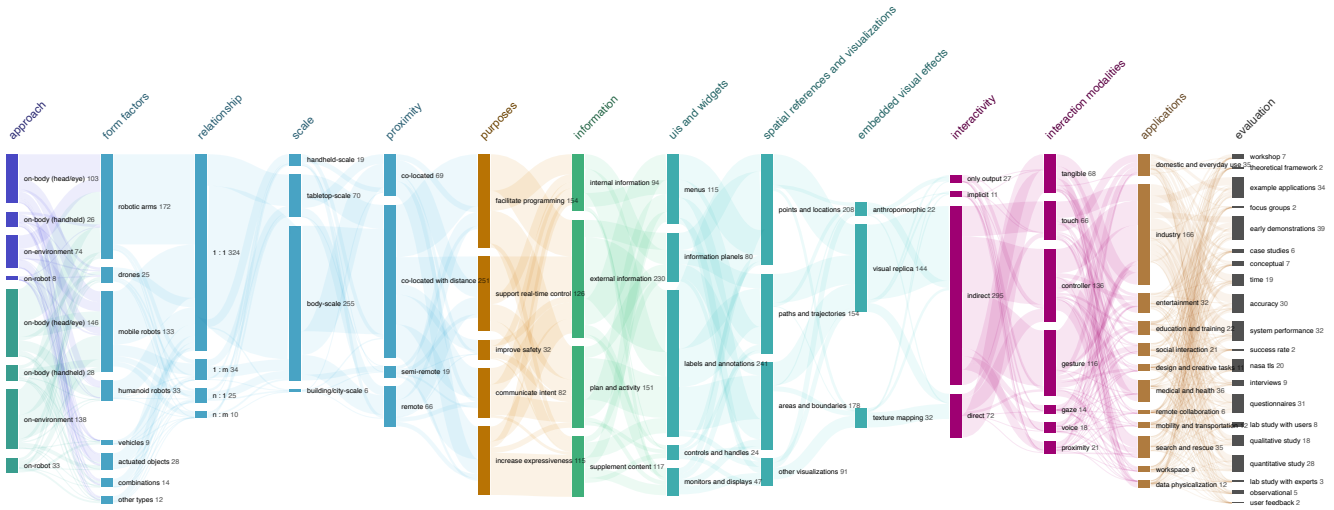 approach
form factors
relationship
scale
proximity
purposes
information
uis and widgets
spatial references and visualizations
embedded visual effects
interactivity
interaction modalities
applications
evaluation
on-body (head/eye) 103
on-body (handheld) 26
on-environment 74
on-robot 8
on-body (head/eye) 146
on-body (handheld) 28
on-environment 138
on-robot 33
robotic arms 172
drones 25
mobile robots 133
humanoid robots 33
vehicles 9
actuated objects 28
combinations 14
other types 12
1 : 1 324
1 : m 34
n : 1 25
n : m 10
handheld-scale 19
tabletop-scale 70
body-scale 255
building/city-scale 6
co-located 69
co-located with distance 251
semi-remote 19
remote 66
facilitate programming 154
support real-time control 126
improve safety 32
communicate intent 82
increase expressiveness 115
internal information 94
external information 230
plan and activity 151
supplement content 117
menus 115
information planels 80
labels and annotations 241
controls and handles 24
monitors and displays 47
points and locations 208
paths and trajectories 154
areas and boundaries 178
other visualizations 91
anthropomorphic 22
visual replica 144
texture mapping 32
only output 27
implicit 11
indirect 295
direct 72
tangible 68
touch 66
controller 136
gesture 116
gaze 14
voice 18
proximity 21
domestic and everyday use 35
industry 166
entertainment 32
education and training 22
social interaction 21
design and creative tasks
medical and health 36
remote collaboration 6
mobility and transportation
search and rescue 35
workspace 9
data physicalization 12
workshop 7
theoretical framework 2
example applications 34
focus groups 2
early demonstrations 39
case studies 6
conceptual 7
time 19
accuracy 30
system performance 32
success rate 2
nasa tls 20
interviews 9
questionnaires 31
lab study with users 8
qualitative study 18
quantitative study 28
lab study with experts 3
observational 5
user feedback 2